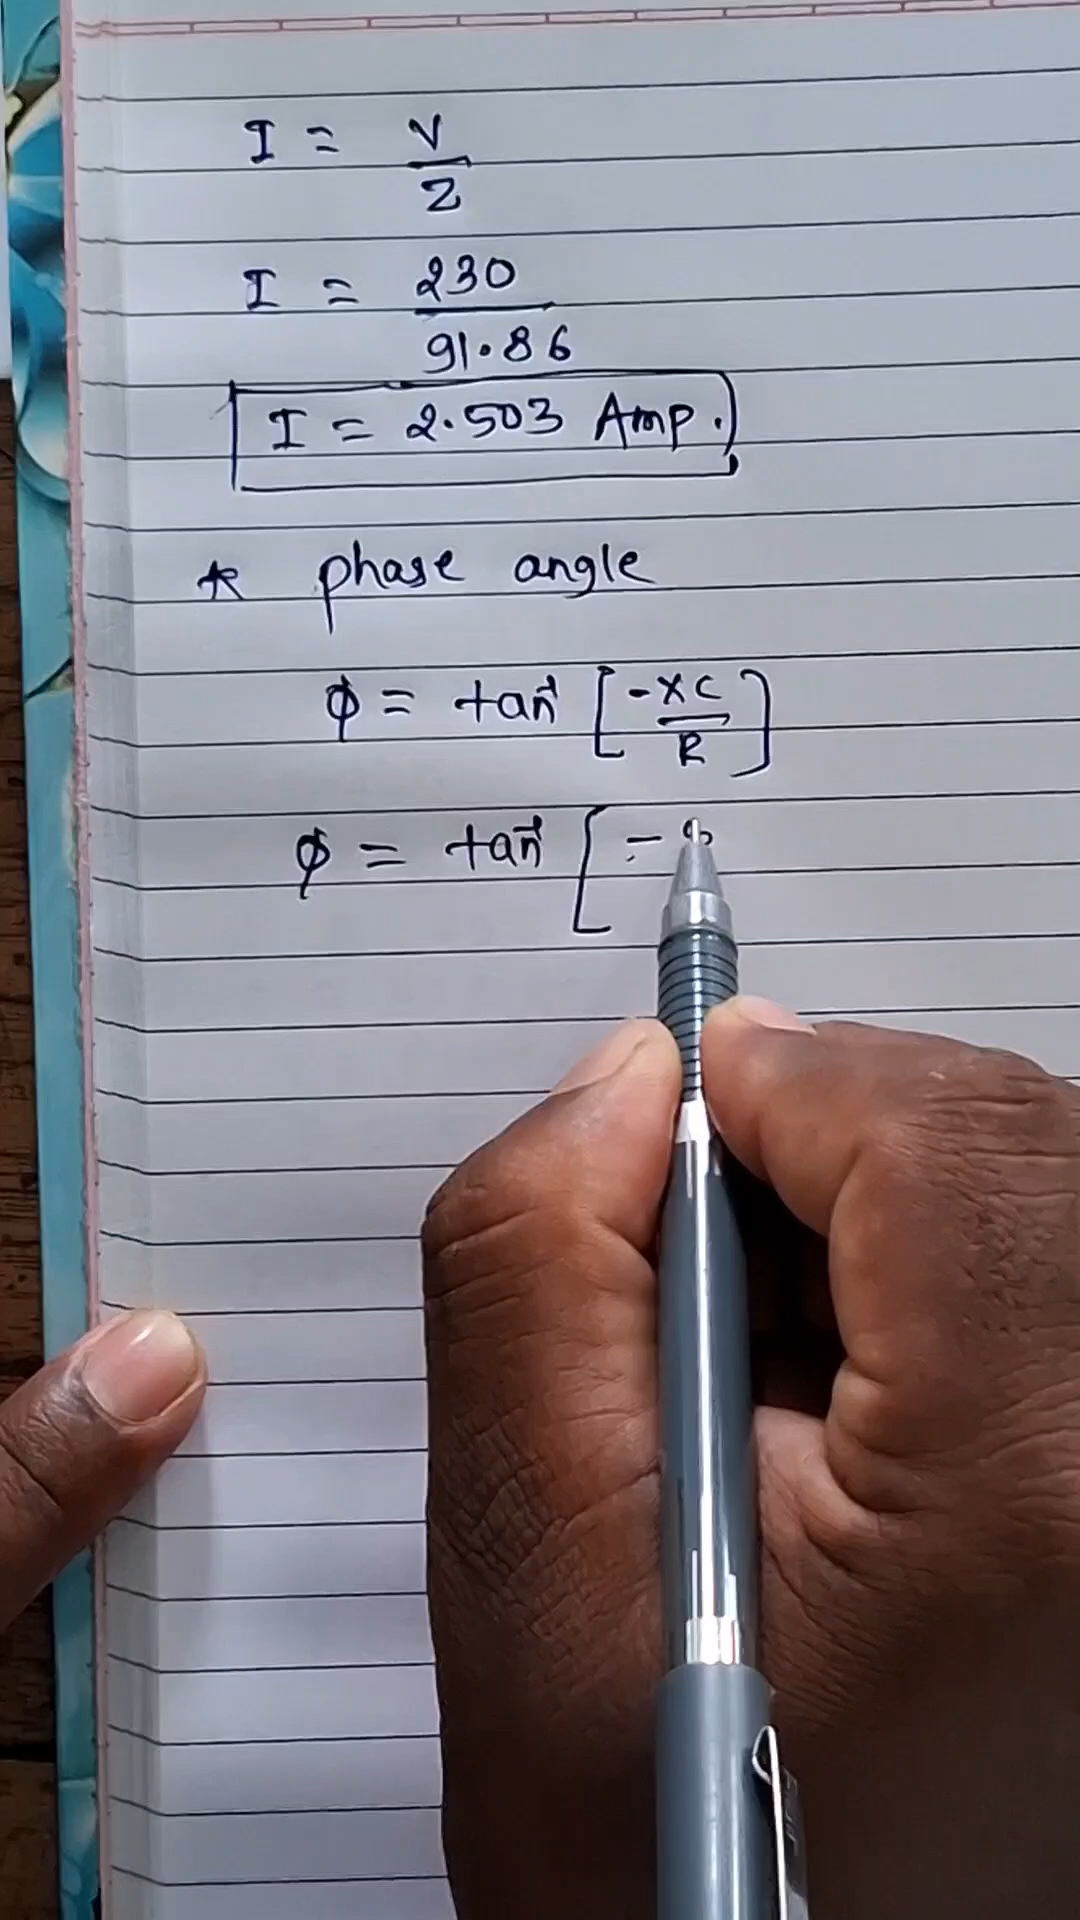 I = V/Z
I = 230/91.86
I = 2.503 Amp.
* phase angle
ϕ = tan⁻¹ [-XC/R]
ϕ = tan⁻¹ [-